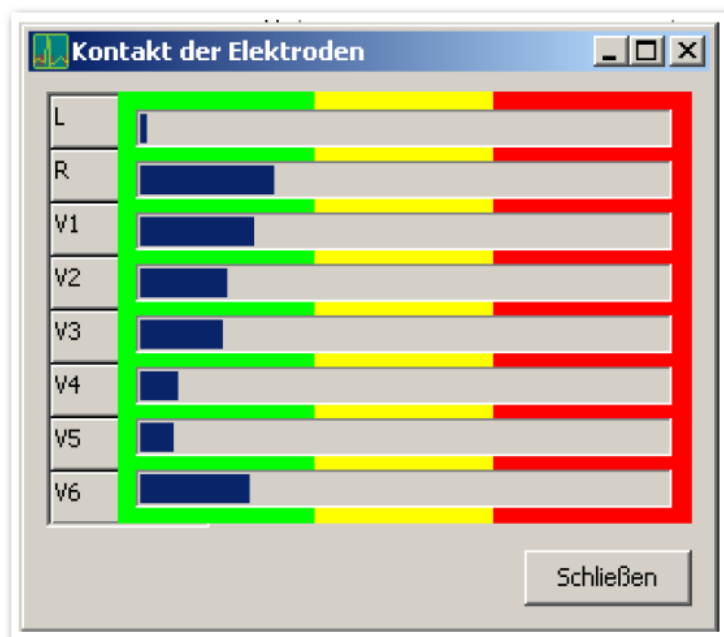 Kontakt der Elektroden
L
R
V1
V2
V3
V4
V5
V6
Schließen